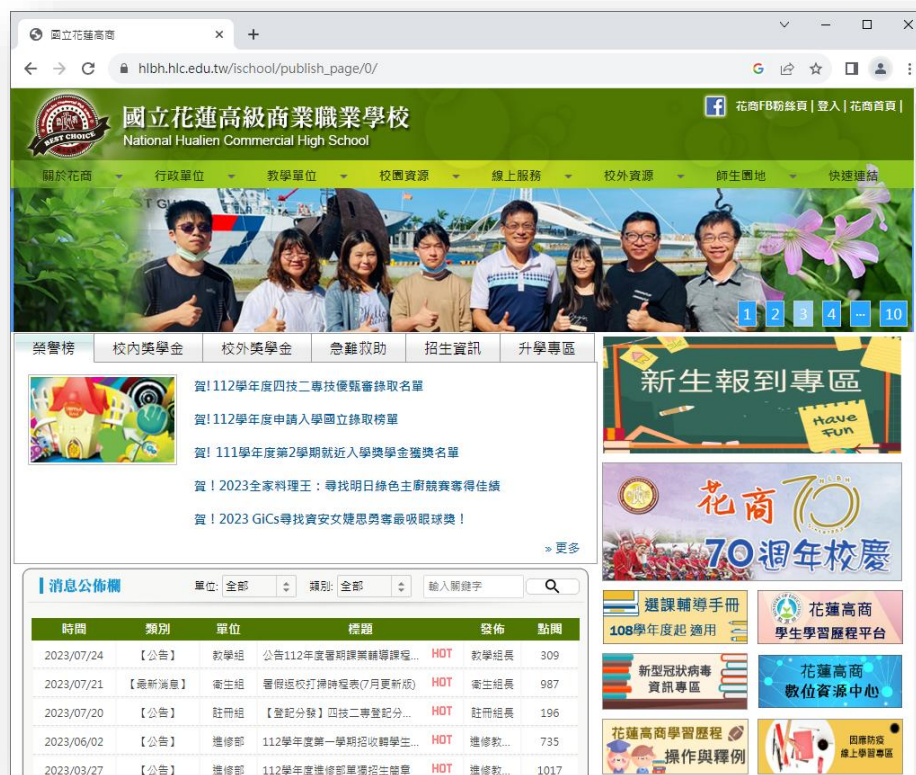 國立花蓮高商
hlbh.hlc.edu.tw/ischool/publish_page/0/
BEST CHOICE
國立花蓮高級商業職業學校
National Hualien Commercial High School
花商FB粉絲頁 | 登入 | 花商首頁 |
關於花商 行政單位 教學單位 校園資源 線上服務 校外資源 師生園地 快速連結
1 2 3 4 ... 10
榮譽榜 校內獎學金 校外獎學金 急難救助 招生資訊 升學專區
賀!112學年度四技二專技優甄審錄取名單
賀!112學年度申請入學國立錄取榜單
賀! 111學年度第2學期就近入學獎學金獲獎名單
賀！2023全家料理王：尋找明日綠色主廚競賽奪得佳績
賀！2023 GiCs尋找資安女婕思勇奪最吸眼球獎！
» 更多
新生報到專區
Have
Fun
花商70
70周年校慶
消息公佈欄 單位: 全部 類別: 全部 輸入關鍵字
時間 類別 單位 標題 發佈 點閱
2023/07/24 【公告】 教學組 公告112年度暑期課業輔導課程... HOT 教學組長 309
2023/07/21 【最新消息】 衛生組 暑假返校打掃時程表(7月更新版) HOT 衛生組長 987
2023/07/20 【公告】 註冊組 【登記分發】四技二專登記分... HOT 註冊組長 196
2023/06/02 【公告】 進修部 112學年度第一學期招收轉學生... HOT 進修教... 735
2023/03/27 【公告】 進修部 112學年度進修部單獨招生簡章 HOT 進修教... 1017
選課輔導手冊
108學年度起 適用
花蓮高商
學生學習歷程平台
新型冠狀病毒
資訊專區
花蓮高商
數位資源中心
花蓮高商學習歷程
操作與釋例
因應防疫
線上學習專區